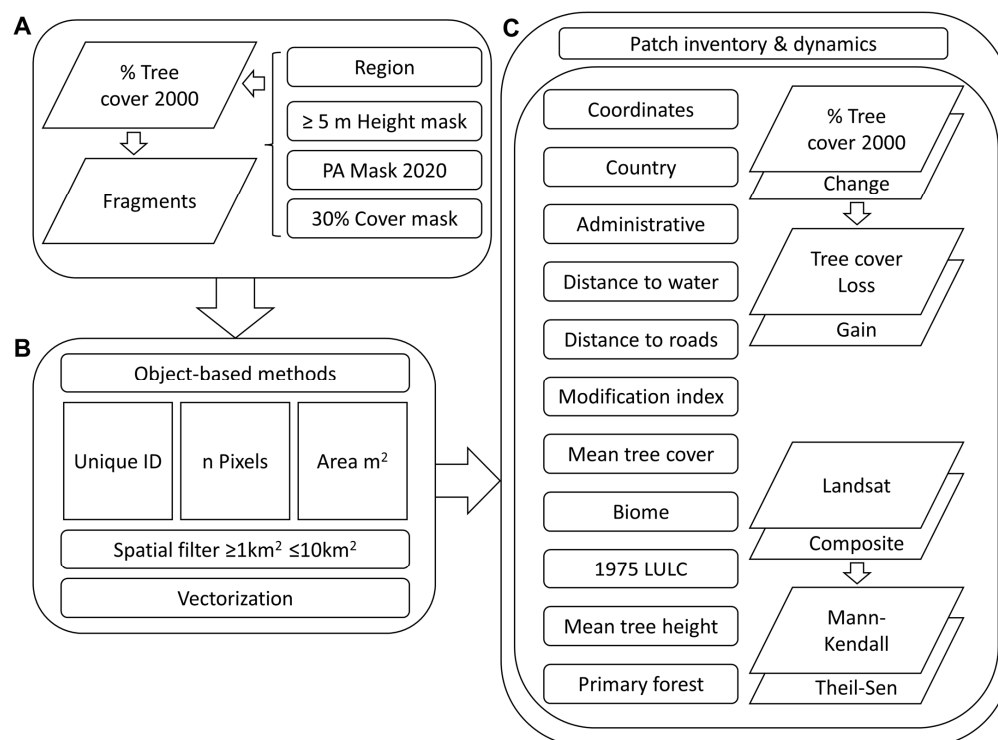 A
% Tree
cover 2000
Fragments
Region
≥ 5 m Height mask
PA Mask 2020
30% Cover mask
B
Object-based methods
Unique ID
n Pixels
Area m²
Spatial filter ≥1km² ≤10km²
Vectorization
C
Patch inventory & dynamics
Coordinates
Country
Administrative
Distance to water
Distance to roads
Modification index
Mean tree cover
Biome
1975 LULC
Mean tree height
Primary forest
% Tree
cover 2000
Change
Tree cover
Loss
Gain
Landsat
Composite
Mann-
Kendall
Theil-Sen